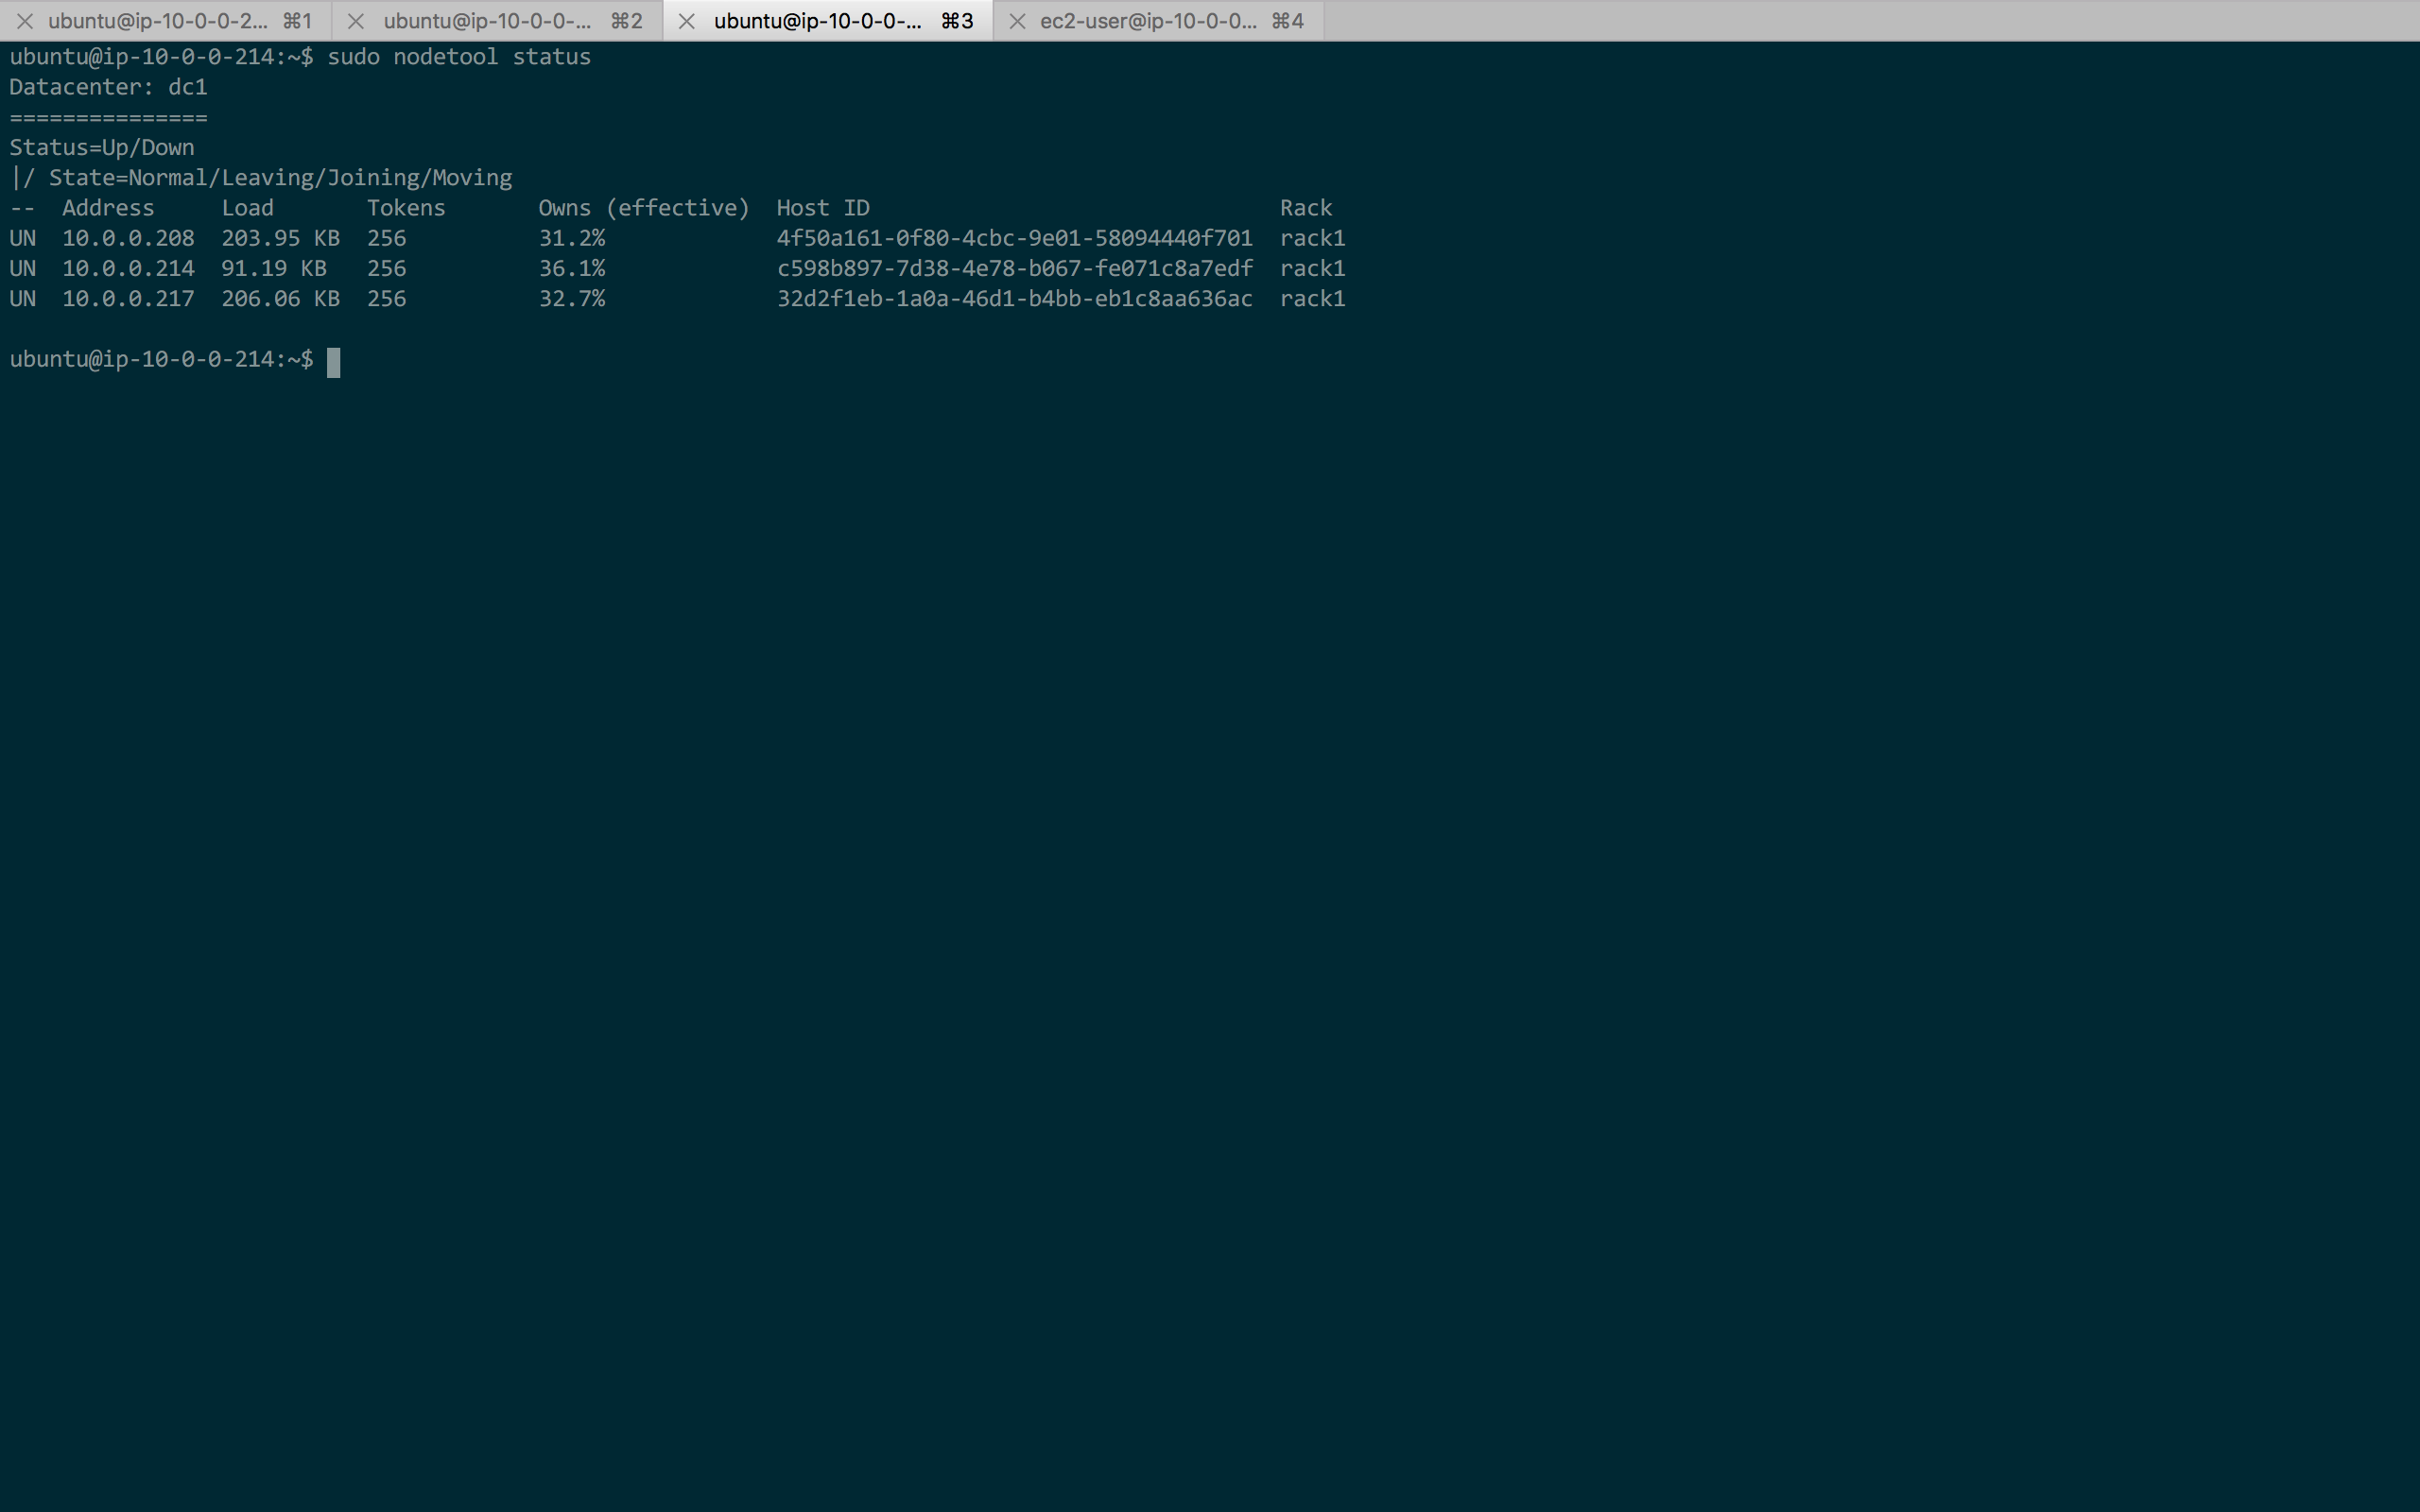 ubuntu@ip-10-0-0-2... ⌘1 ubuntu@ip-10-0-0-... ⌘2 ubuntu@ip-10-0-0-... ⌘3 ec2-user@ip-10-0-0... ⌘4
ubuntu@ip-10-0-0-214:~$ sudo nodetool status
Datacenter: dc1
===============
Status=Up/Down
|/ State=Normal/Leaving/Joining/Moving
--  Address     Load       Tokens       Owns (effective)  Host ID                               Rack
UN  10.0.0.208  203.95 KB  256          31.2%             4f50a161-0f80-4cbc-9e01-58094440f701  rack1
UN  10.0.0.214  91.19 KB   256          36.1%             c598b897-7d38-4e78-b067-fe071c8a7edf  rack1
UN  10.0.0.217  206.06 KB  256          32.7%             32d2f1eb-1a0a-46d1-b4bb-eb1c8aa636ac  rack1
ubuntu@ip-10-0-0-214:~$